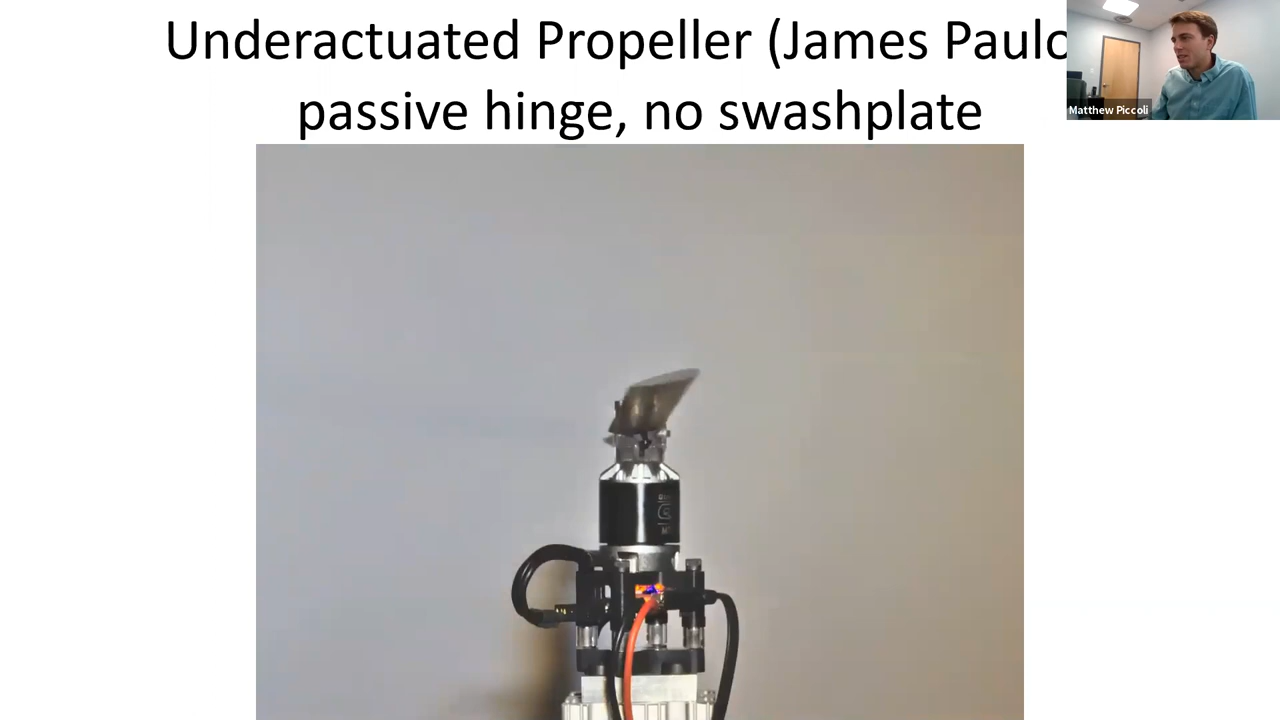 Underactuated Propeller (James Paulo
passive hinge, no swashplate
Matthew Piccoli